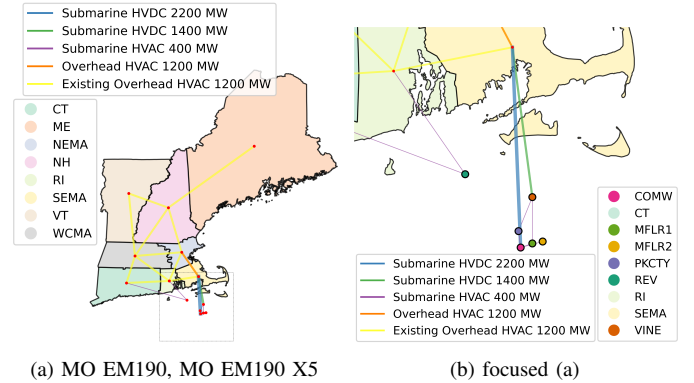 Submarine HVDC 2200 MW
Submarine HVDC 1400 MW
Submarine HVAC 400 MW
Overhead HVAC 1200 MW
Existing Overhead HVAC 1200 MW
CT
ME
NEMA
NH
RI
SEMA
VT
WCMA
COMW
CT
MFLR1
MFLR2
PKCTY
REV
RI
SEMA
VINE
Submarine HVDC 2200 MW
Submarine HVDC 1400 MW
Submarine HVAC 400 MW
Overhead HVAC 1200 MW
Existing Overhead HVAC 1200 MW
(a) MO EM190, MO EM190 X5
(b) focused (a)